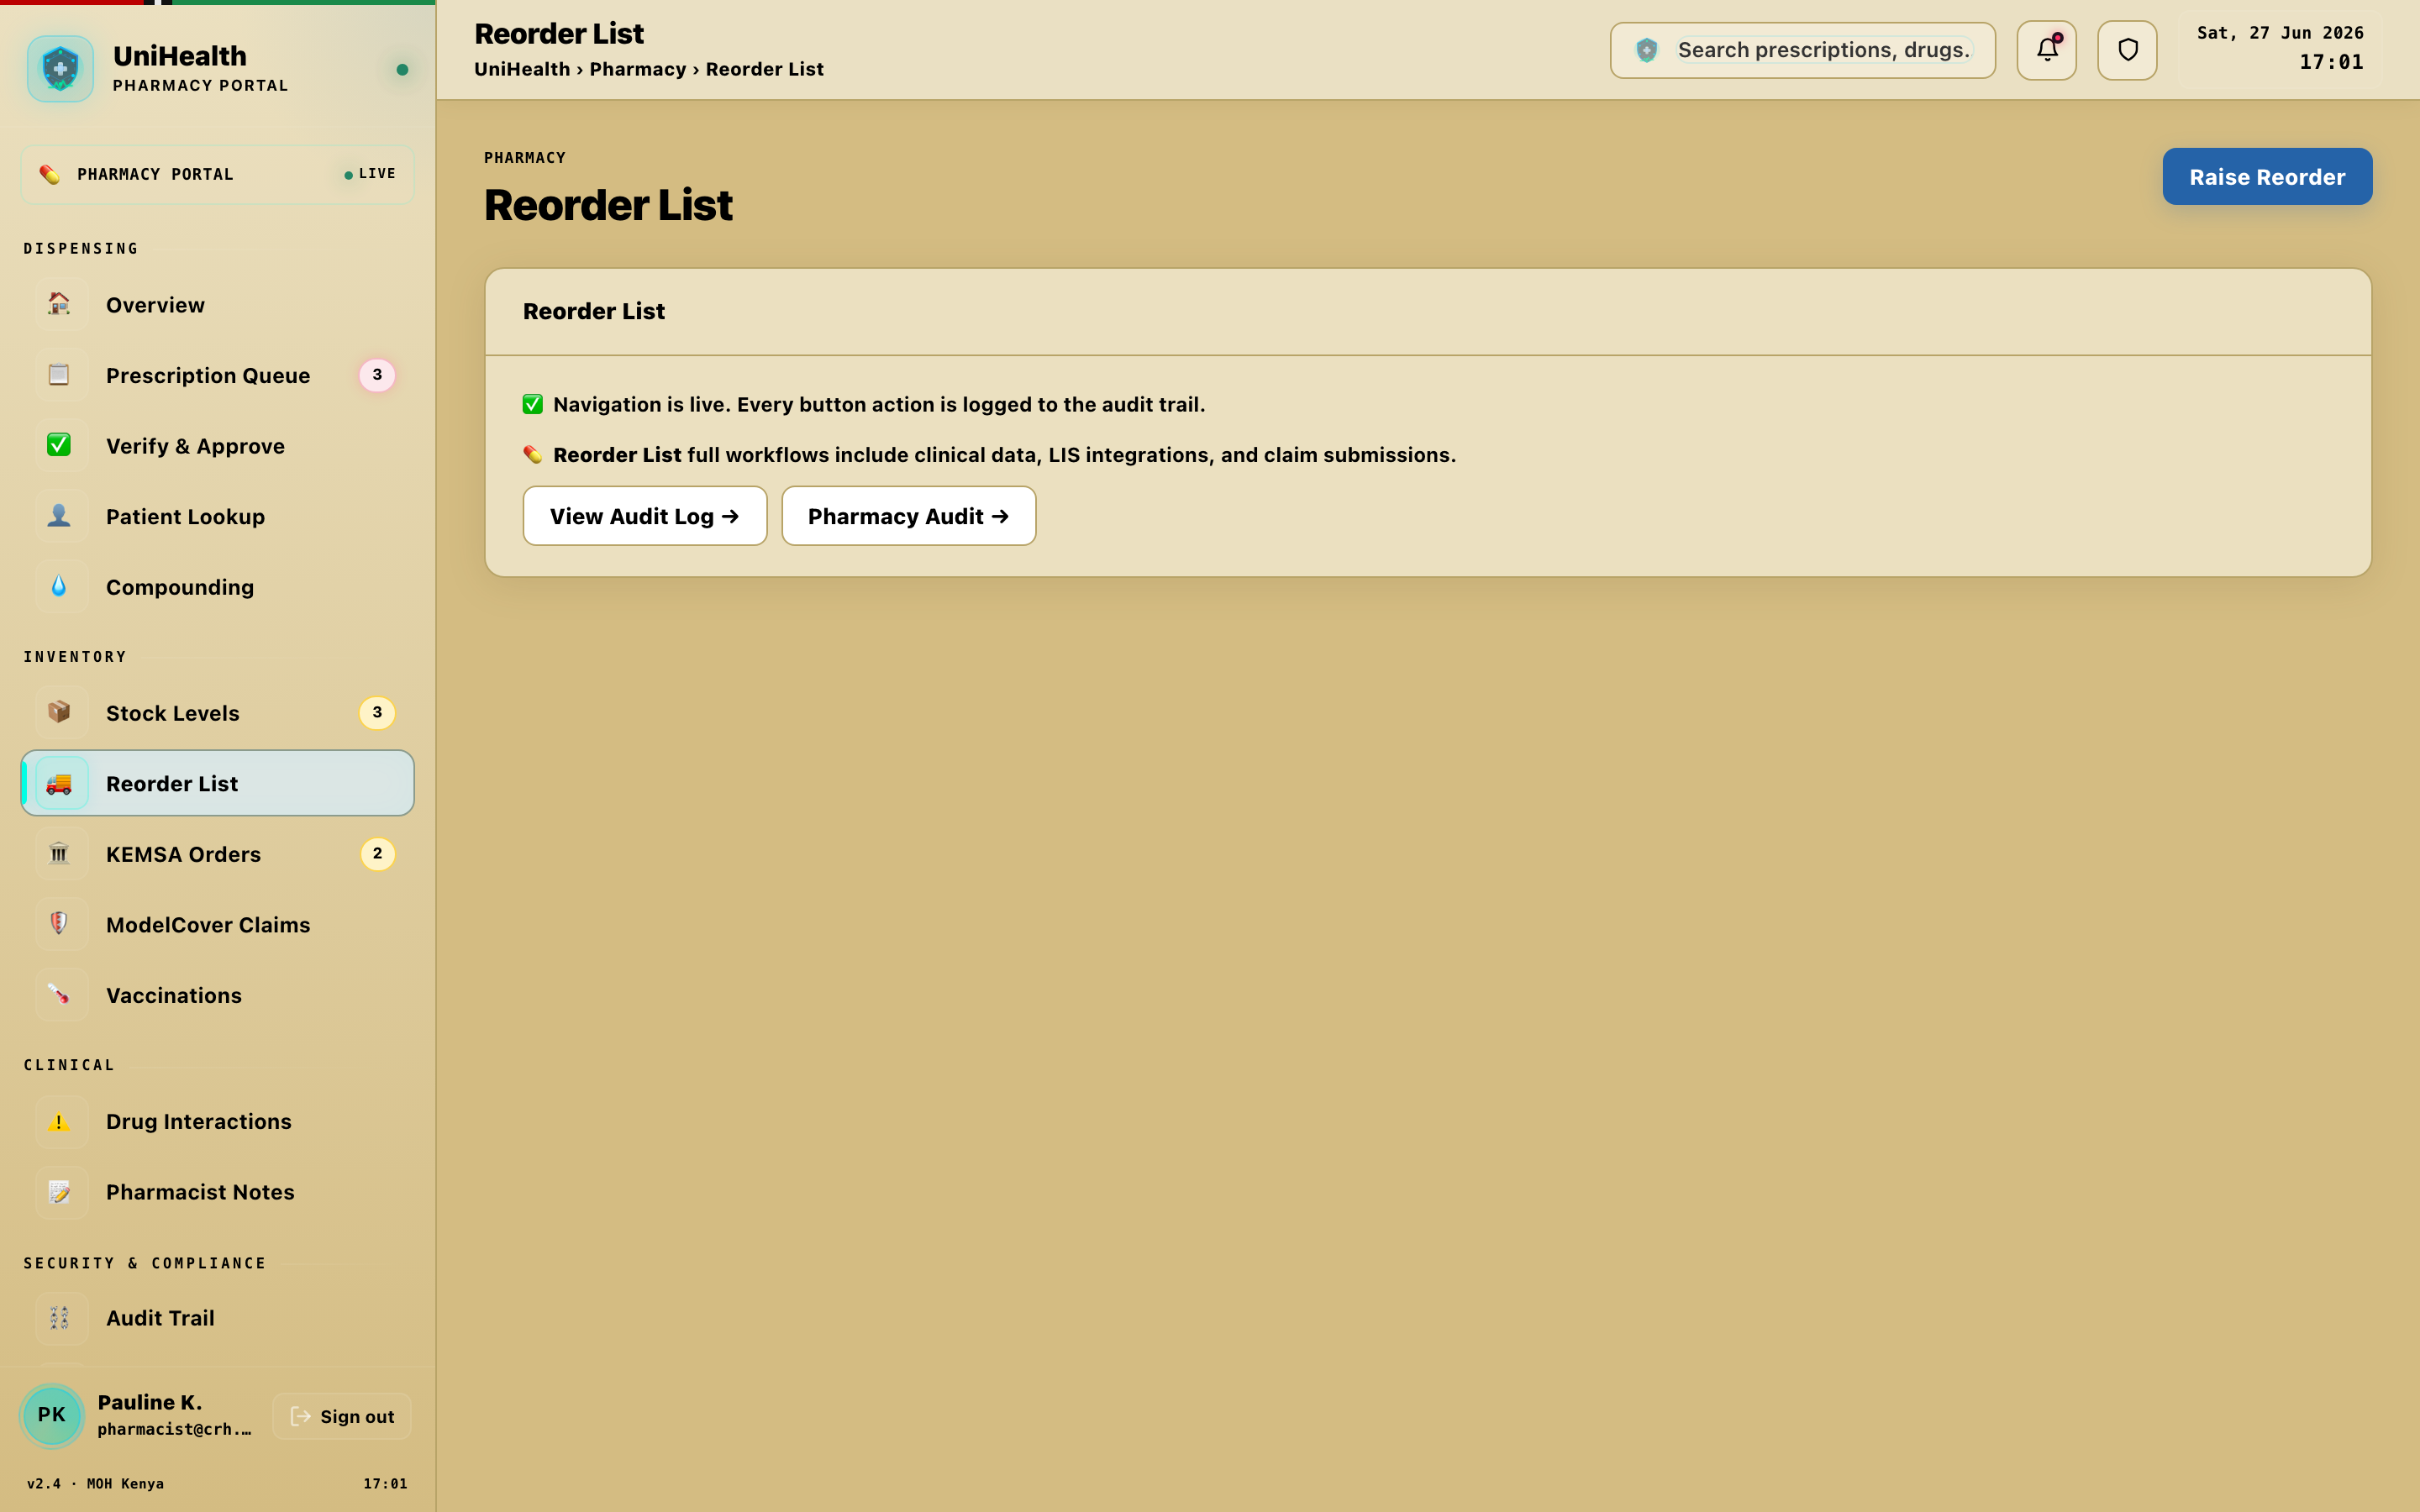 UniHealth
PHARMACY PORTAL
PHARMACY PORTAL
LIVE
DISPENSING
Overview
Prescription Queue
3
Verify & Approve
Patient Lookup
Compounding
INVENTORY
Stock Levels
3
Reorder List
KEMSA Orders
2
ModelCover Claims
Vaccinations
CLINICAL
Drug Interactions
Pharmacist Notes
SECURITY & COMPLIANCE
Audit Trail
PK
Pauline K.
pharmacist@crh.…
Sign out
v2.4 · MOH Kenya
17:01
Reorder List
UniHealth › Pharmacy › Reorder List
Search prescriptions, drugs.
Sat, 27 Jun 2026
17:01
PHARMACY
Reorder List
Raise Reorder
Reorder List
✅ Navigation is live. Every button action is logged to the audit trail.
💊 Reorder List full workflows include clinical data, LIS integrations, and claim submissions.
View Audit Log →
Pharmacy Audit →